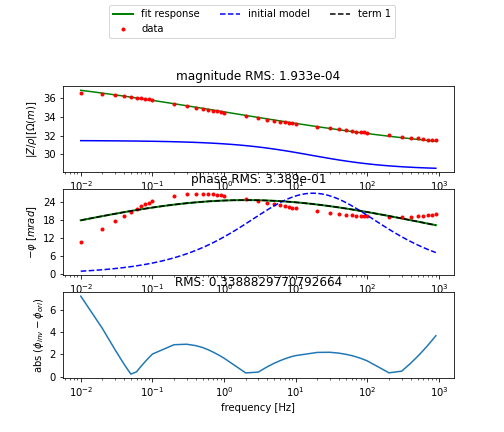 fit response initial model term 1
data
magnitude RMS: 1.933e-04
|Z/ρ|[Ω(m)]
36
34
32
30
10⁻² 10⁻¹ 10⁰ 10¹ 10² 10³
phase RMS: 3.389e-01
−φ [mrad]
24
18
12
6
0
10⁻² 10⁻¹ 10⁰ 10¹ 10² 10³
RMS: 0.3388829770792664
abs (ϕinv − ϕori)
6
4
2
0
10⁻² 10⁻¹ 10⁰ 10¹ 10² 10³
frequency [Hz]